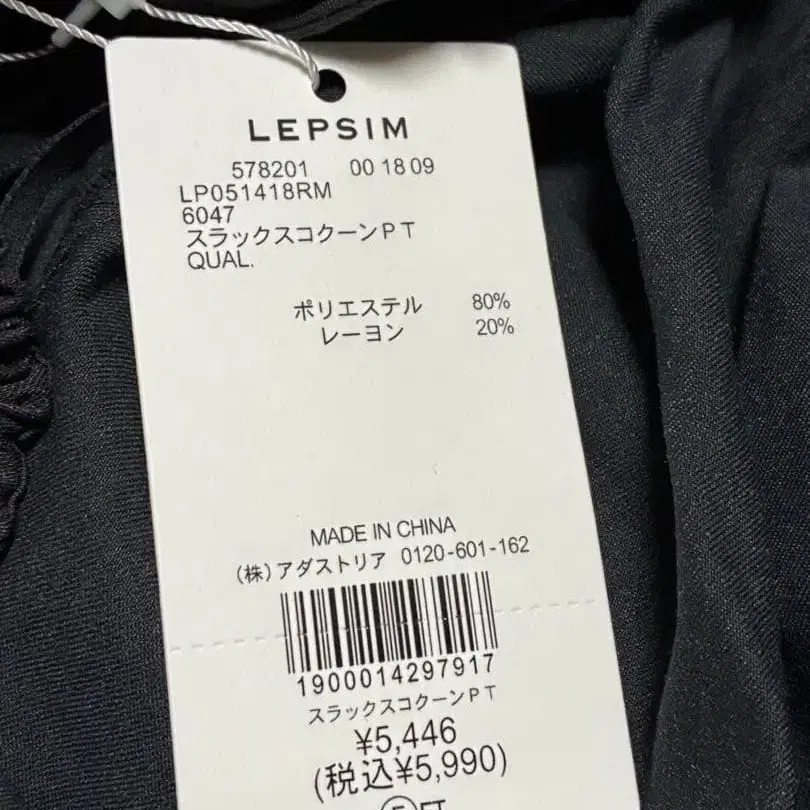 LEPSIM
578201 00 18 09
LP051418RM
6047
スラックスコクーンPT
QUAL.
ポリエステル 80%
レーヨン 20%
MADE IN CHINA
(株)アダストリア 0120-601-162
1900014297917
スラックスコクーンPT
¥5,446
(税込¥5,990)